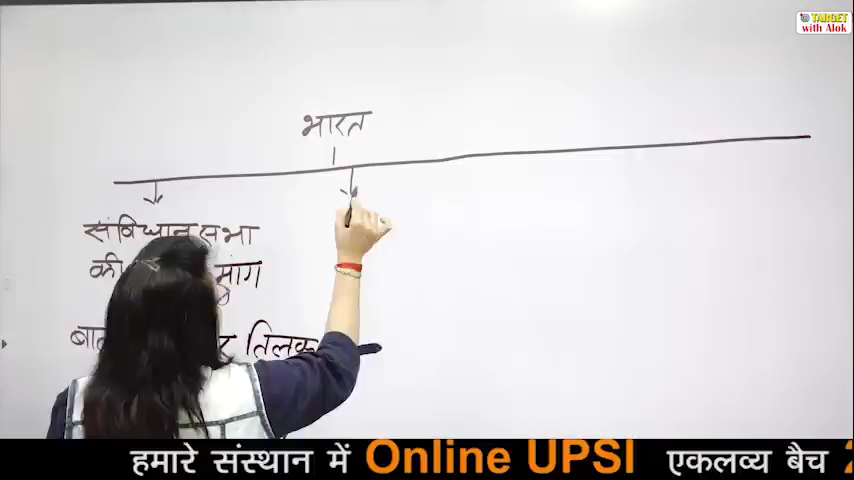 TARGET
with Alok
भारत
संविधान सभा
की मांग
तिलक
हमारे संस्थान में Online UPSI एकलव्य बैच